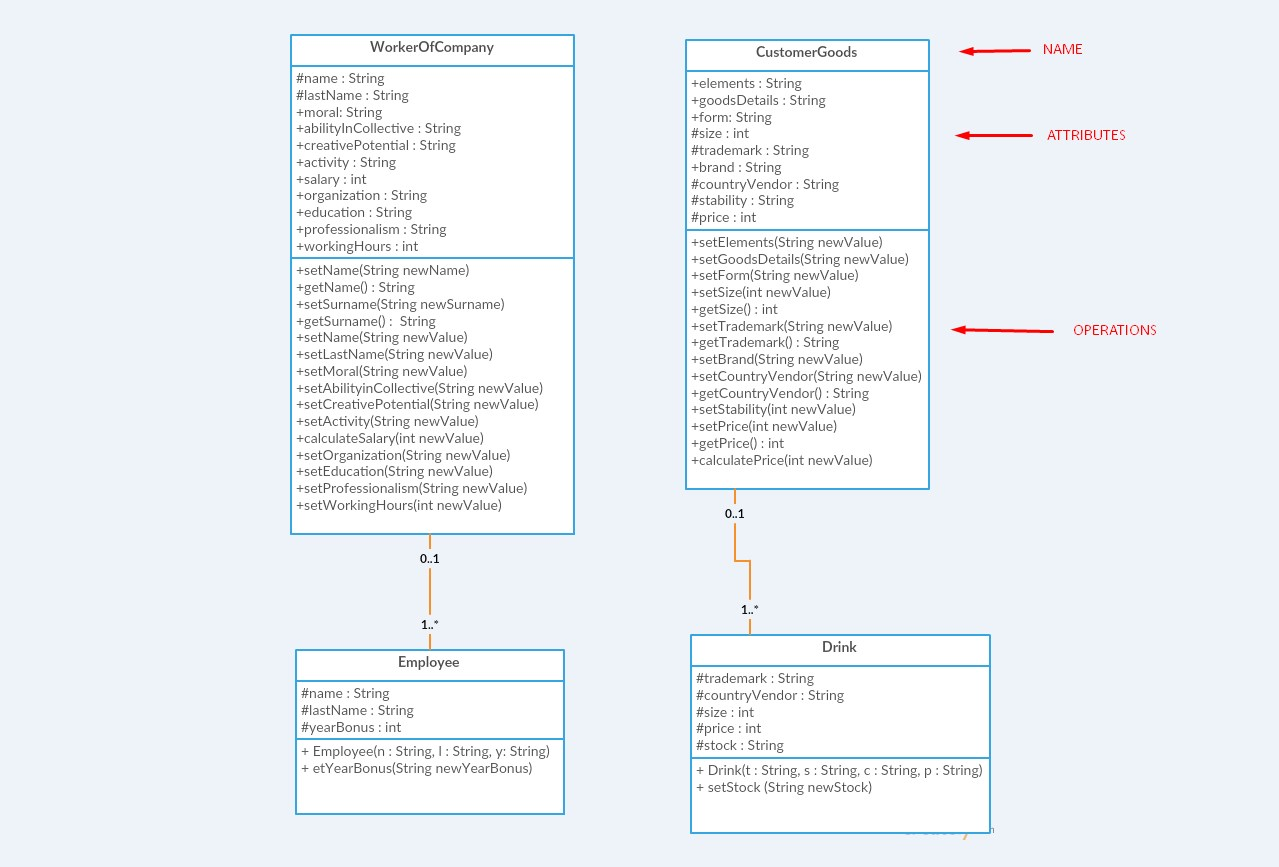 WorkerOfCompany
#name : String
#lastName : String
+moral: String
+abilityInCollective : String
+creativePotential : String
+activity : String
+salary : int
+organization : String
+education : String
+professionalism : String
+workingHours : int
+setName(String newName)
+getName() : String
+setSurname(String newSurname)
+getSurname() :  String
+setName(String newValue)
+setLastName(String newValue)
+setMoral(String newValue)
+setAbilityinCollective(String newValue)
+setCreativePotential(String newValue)
+setActivity(String newValue)
+calculateSalary(int newValue)
+setOrganization(String newValue)
+setEducation(String newValue)
+setProfessionalism(String newValue)
+setWorkingHours(int newValue)
0..1
1..*
Employee
#name : String
#lastName : String
#yearBonus : int
+ Employee(n : String, l : String, y: String)
+ etYearBonus(String newYearBonus)
CustomerGoods
+elements : String
+goodsDetails : String
+form: String
#size : int
#trademark : String
+brand : String
#countryVendor : String
#stability : String
#price : int
+setElements(String newValue)
+setGoodsDetails(String newValue)
+setForm(String newValue)
+setSize(int newValue)
+getSize() : int
+setTrademark(String newValue)
+getTrademark() : String
+setBrand(String newValue)
+setCountryVendor(String newValue)
+getCountryVendor() : String
+setStability(int newValue)
+setPrice(int newValue)
+getPrice() : int
+calculatePrice(int newValue)
0..1
1..*
Drink
#trademark : String
#countryVendor : String
#size : int
#price : int
#stock : String
+ Drink(t : String, s : String, c : String, p : String)
+ setStock (String newStock)
NAME
ATTRIBUTES
OPERATIONS